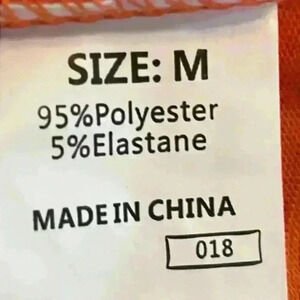 SIZE: M
95%Polyester
5%Elastane
MADE IN CHINA
018